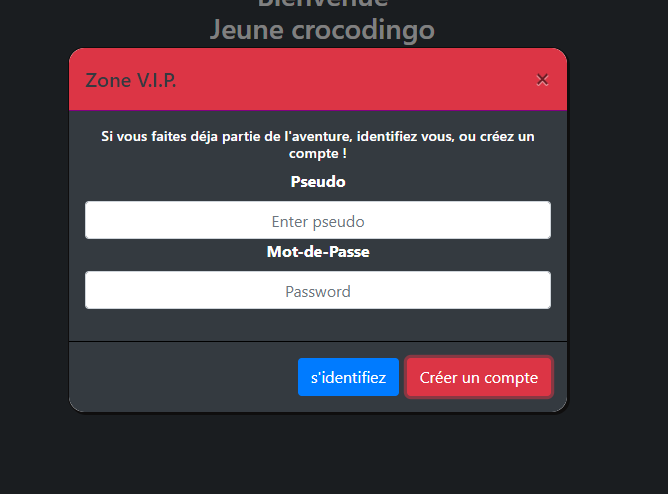 Bienvenue
Jeune crocodingo
Zone V.I.P.
×
Si vous faites déja partie de l'aventure, identifiez vous, ou créez un
compte !
Pseudo
Enter pseudo
Mot-de-Passe
Password
s'identifiez
Créer un compte